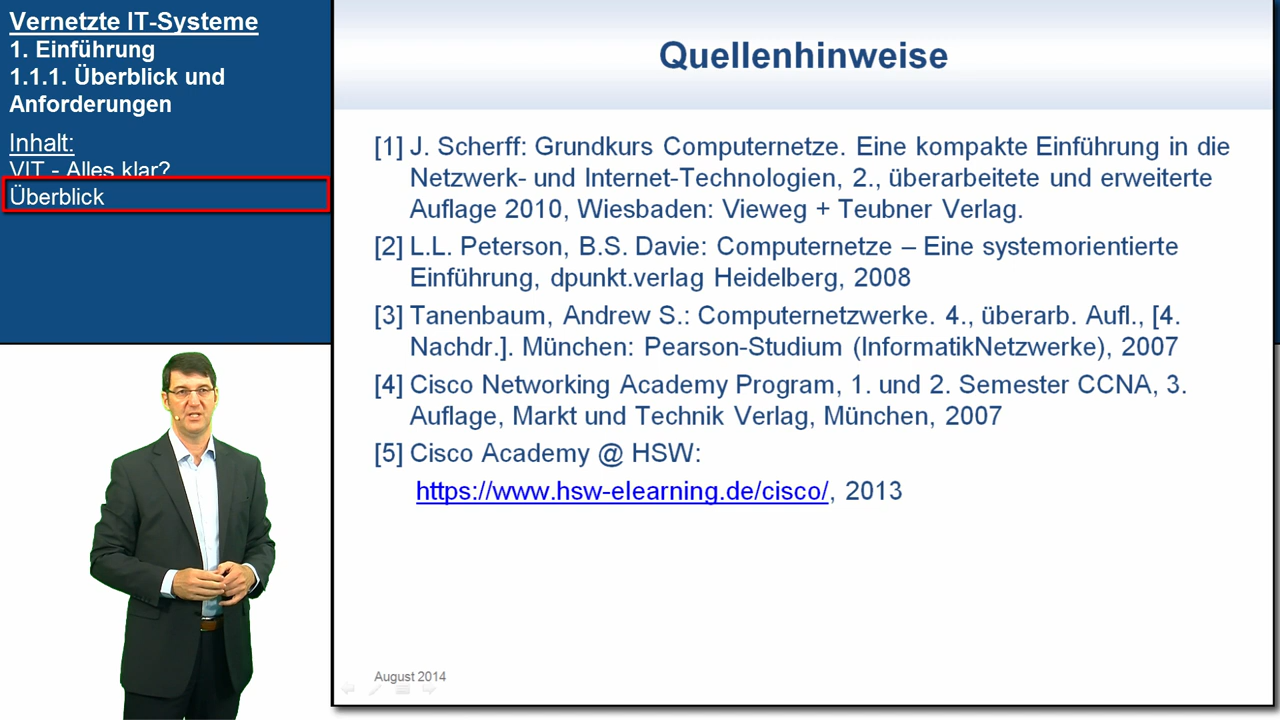 Vernetzte IT-Systeme
1. Einführung
1.1.1. Überblick und
Anforderungen
Inhalt:
VIT - Alles klar?
Überblick
Quellenhinweise
[1] J. Scherff: Grundkurs Computernetze. Eine kompakte Einführung in die
Netzwerk- und Internet-Technologien, 2., überarbeitete und erweiterte
Auflage 2010, Wiesbaden: Vieweg + Teubner Verlag.
[2] L.L. Peterson, B.S. Davie: Computernetze – Eine systemorientierte
Einführung, dpunkt.verlag Heidelberg, 2008
[3] Tanenbaum, Andrew S.: Computernetzwerke. 4., überarb. Aufl., [4.
Nachdr.]. München: Pearson-Studium (InformatikNetzwerke), 2007
[4] Cisco Networking Academy Program, 1. und 2. Semester CCNA, 3.
Auflage, Markt und Technik Verlag, München, 2007
[5] Cisco Academy @ HSW:
https://www.hsw-elearning.de/cisco/, 2013
August 2014